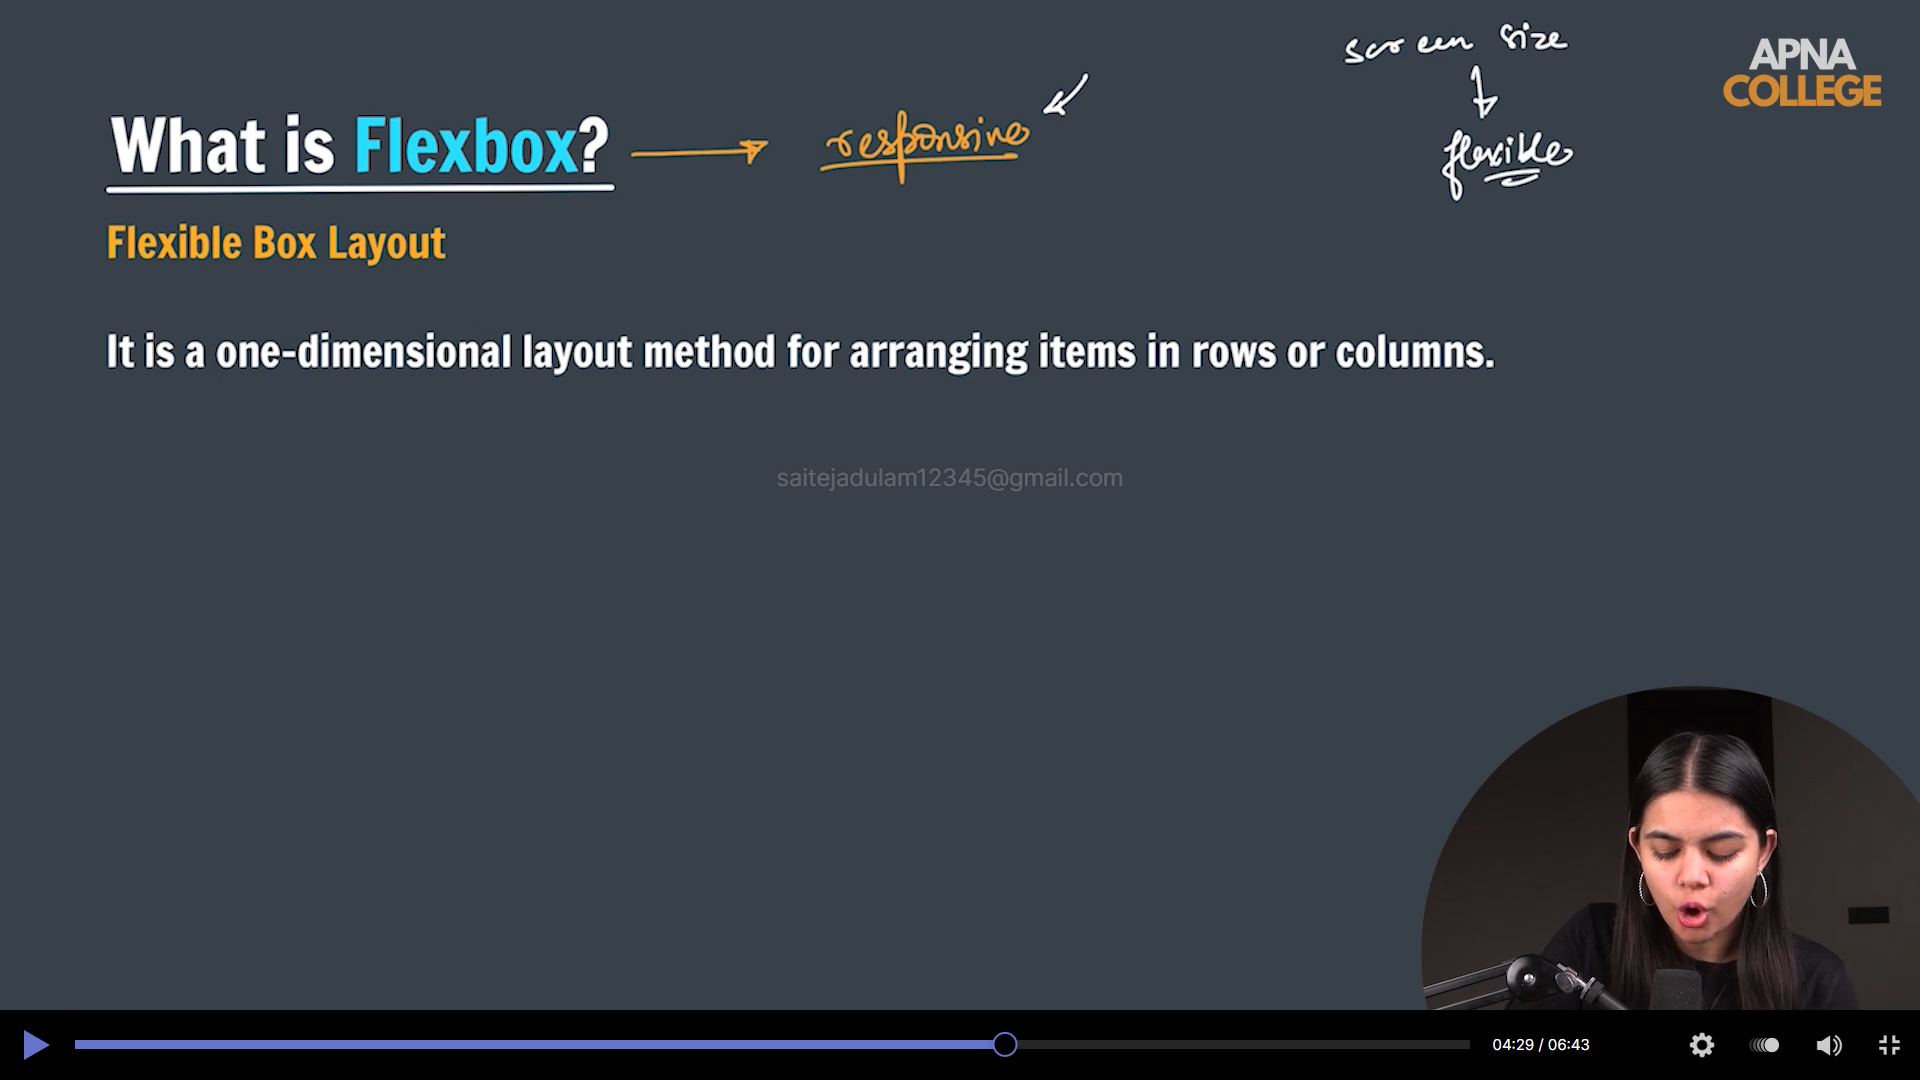 screen size
APNA
COLLEGE
What is Flexbox?
responsive
flexible
Flexible Box Layout
It is a one-dimensional layout method for arranging items in rows or columns.
saitejadulam12345@gmail.com
04:29 / 06:43